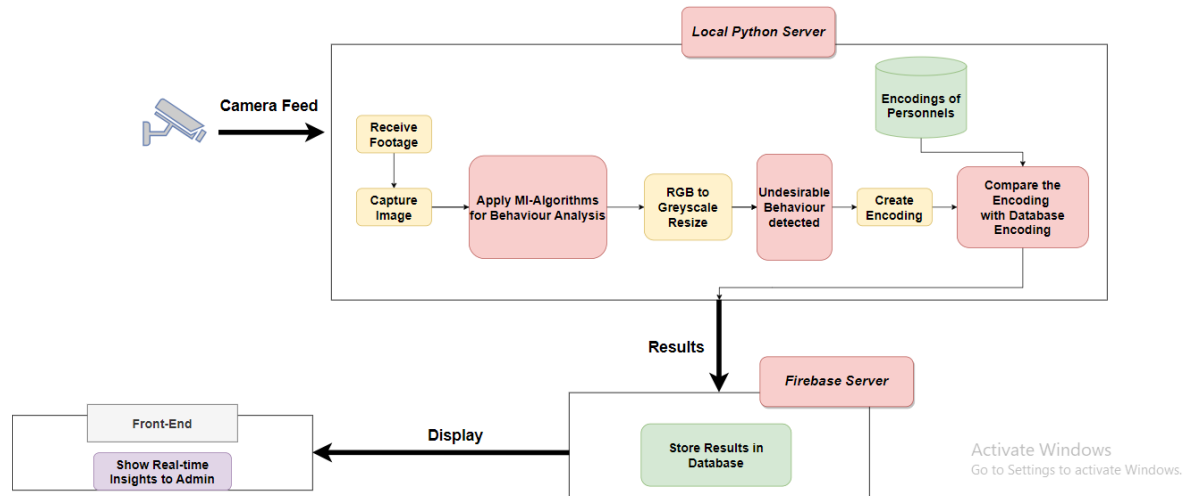 Local Python Server
Camera Feed
Encodings of
Personnels
Receive
Footage
Capture
Image
Apply MI-Algorithms
for Behaviour Analysis
RGB to
Greyscale
Resize
Undesirable
Behaviour
detected
Create
Encoding
Compare the
Encoding
with Database
Encoding
Results
Firebase Server
Store Results in
Database
Display
Front-End
Show Real-time
Insights to Admin
Activate Windows
Go to Settings to activate Windows.